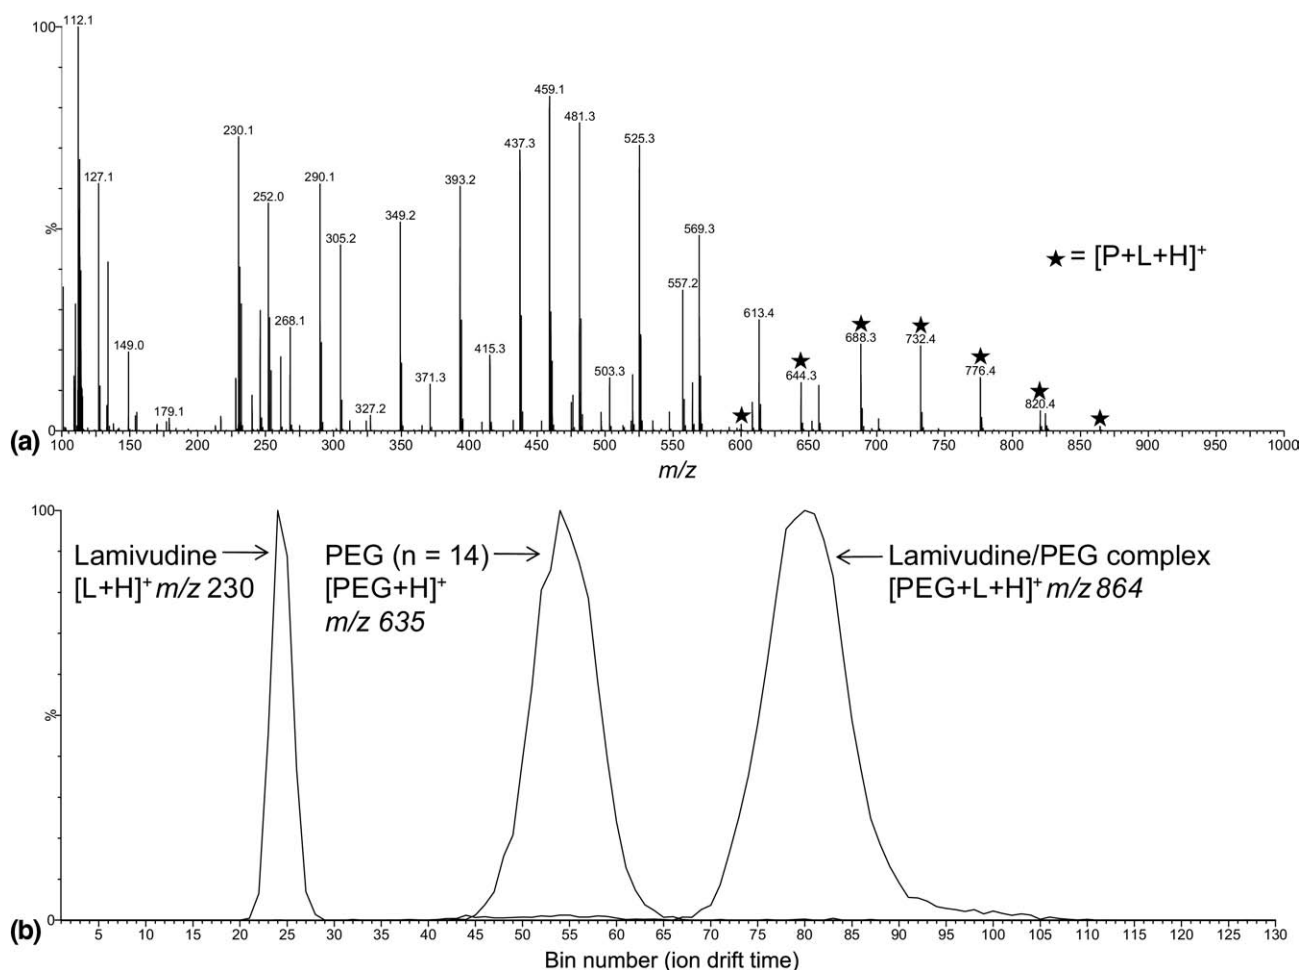 100
112.1
459.1
481.3
230.1
437.3
525.3
127.1
290.1
393.2
252.0
349.2
569.3
305.2
%
★= [P+L+H]+
557.2
268.1
613.4
688.3
732.4
149.0
415.3
644.3
776.4
371.3
503.3
820.4
179.1
327.2
(a)
0
100 150 200 250 300 350 400 450 500 550 600 650 700 750 800 850 900 950 1000
m/z
100
Lamivudine
[L+H]+ m/z 230
PEG (n = 14)
[PEG+H]+
m/z 635
Lamivudine/PEG complex
[PEG+L+H]+ m/z 864
%
(b)
0
5 10 15 20 25 30 35 40 45 50 55 60 65 70 75 80 85 90 95 100 105 110 115 120 125 130
Bin number (ion drift time)